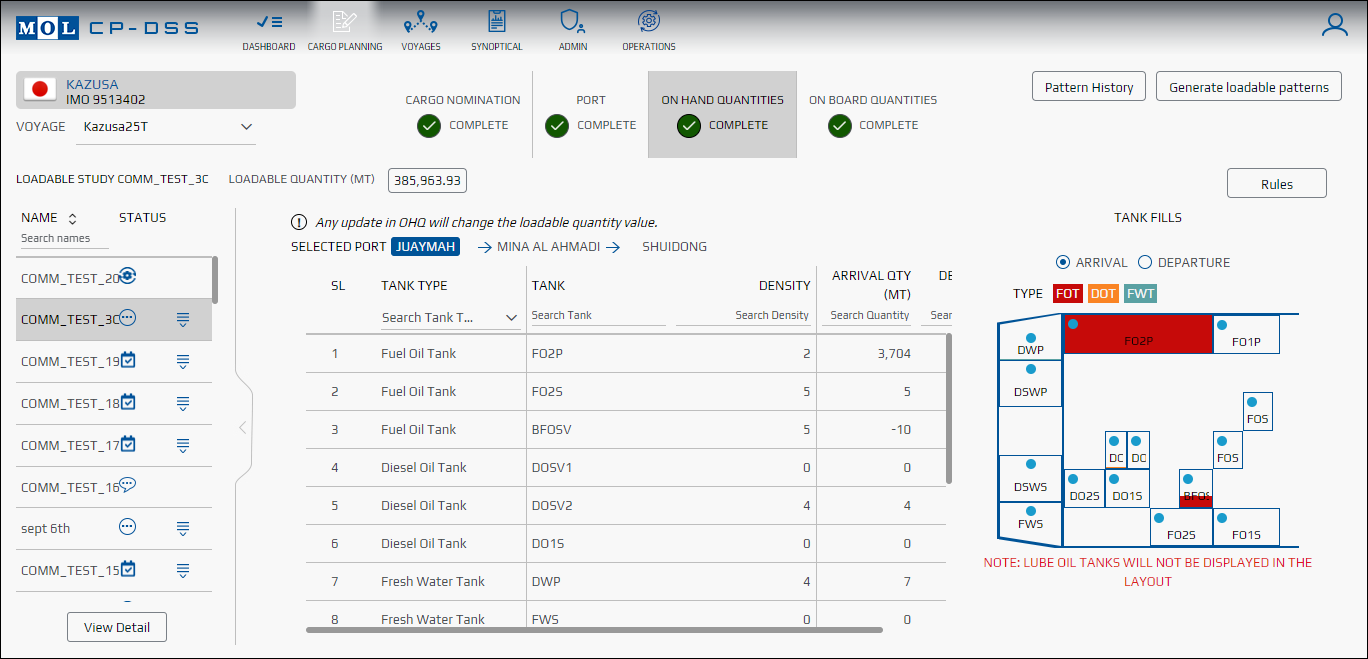 MOL CP-DSS
DASHBOARD CARGO PLANNING VOYAGES SYNOPTICAL ADMIN OPERATIONS
KAZUSA
IMO 9513402
VOYAGE Kazusa25T
CARGO NOMINATION
COMPLETE
PORT
COMPLETE
ON HAND QUANTITIES
COMPLETE
ON BOARD QUANTITIES
COMPLETE
Pattern History
Generate loadable patterns
LOADABLE STUDY COMM_TEST_3C LOADABLE QUANTITY (MT) 385,963.93
Rules
NAME STATUS
Search names
COMM_TEST_20
COMM_TEST_3C
COMM_TEST_19
COMM_TEST_18
COMM_TEST_17
COMM_TEST_16
sept 6th
COMM_TEST_15
View Detail
Any update in OHQ will change the loadable quantity value.
SELECTED PORT JUAYMAH MINA AL AHMADI SHUIDONG
SL TANK TYPE TANK DENSITY ARRIVAL QTY (MT) DE
Search Tank T... Search Tank Search Density Search Quantity Sear
1 Fuel Oil Tank FO2P 2 3,704
2 Fuel Oil Tank FO2S 5 5
3 Fuel Oil Tank BFOSV 5 -10
4 Diesel Oil Tank DOSV1 0 0
5 Diesel Oil Tank DOSV2 4 4
6 Diesel Oil Tank DO1S 0 0
7 Fresh Water Tank DWP 4 7
8 Fresh Water Tank FWS 0 0
TANK FILLS
ARRIVAL DEPARTURE
TYPE FOT DOT FWT
DWP
FO2P
FO1P
DSWP
FOS
DO
DO
FOS
DSWS
DO2S
DO1S
BFOS
FWS
FO2S
FO1S
NOTE: LUBE OIL TANKS WILL NOT BE DISPLAYED IN THE
LAYOUT